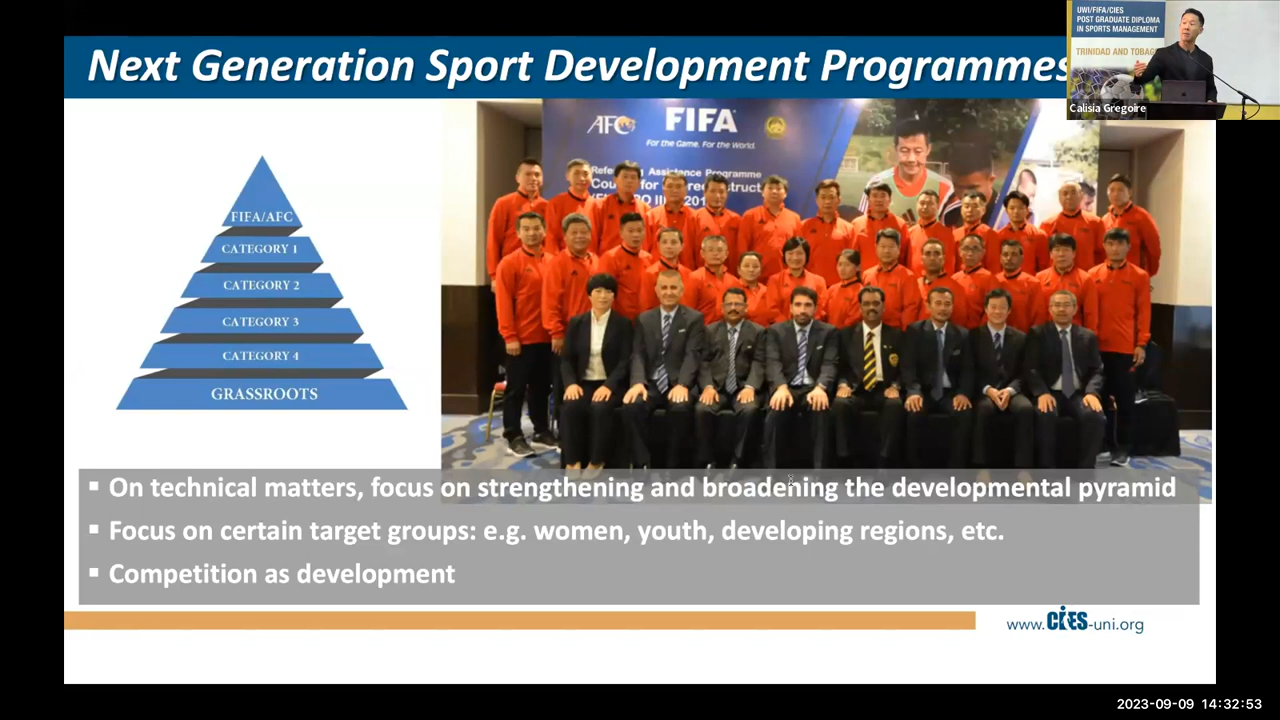 Next Generation Sport Development Programmes
UWI/FIFA/CIES
POST GRADUATE DIPLOMA
IN SPORTS MANAGEMENT
TRINIDAD AND TOBAGO
Calisia Gregoire
AFC
FIFA
For the Game. For the World.
Assistance Programme
FIFA/AFC
CATEGORY 1
CATEGORY 2
CATEGORY 3
CATEGORY 4
GRASSROOTS
▪ On technical matters, focus on strengthening and broadening the developmental pyramid
▪ Focus on certain target groups: e.g. women, youth, developing regions, etc.
▪ Competition as development
www.CIES-uni.org
2023-09-09 14:32:53